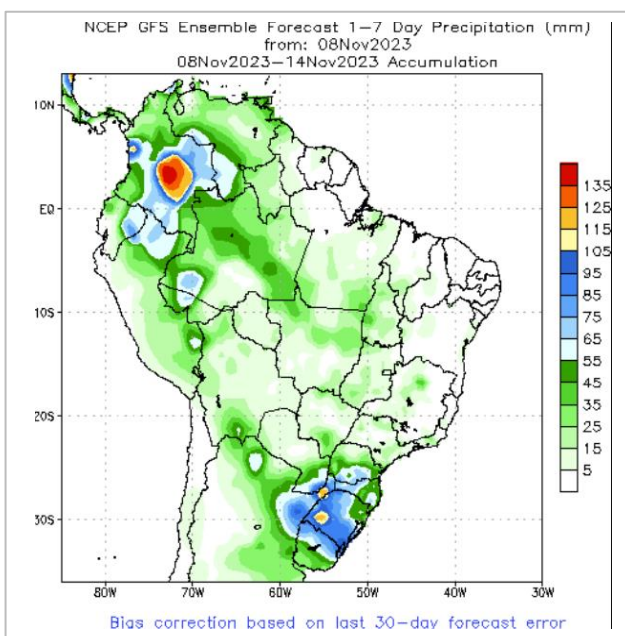 NCEP GFS Ensemble Forecast 1–7 Day Precipitation (mm)
from: 08Nov2023
08Nov2023–14Nov2023 Accumulation
10N
EQ
10S
20S
30S
80W
70W
60W
50W
40W
30W
135
125
115
105
95
85
75
65
55
45
35
25
15
5
Bias correction based on last 30–day forecast error